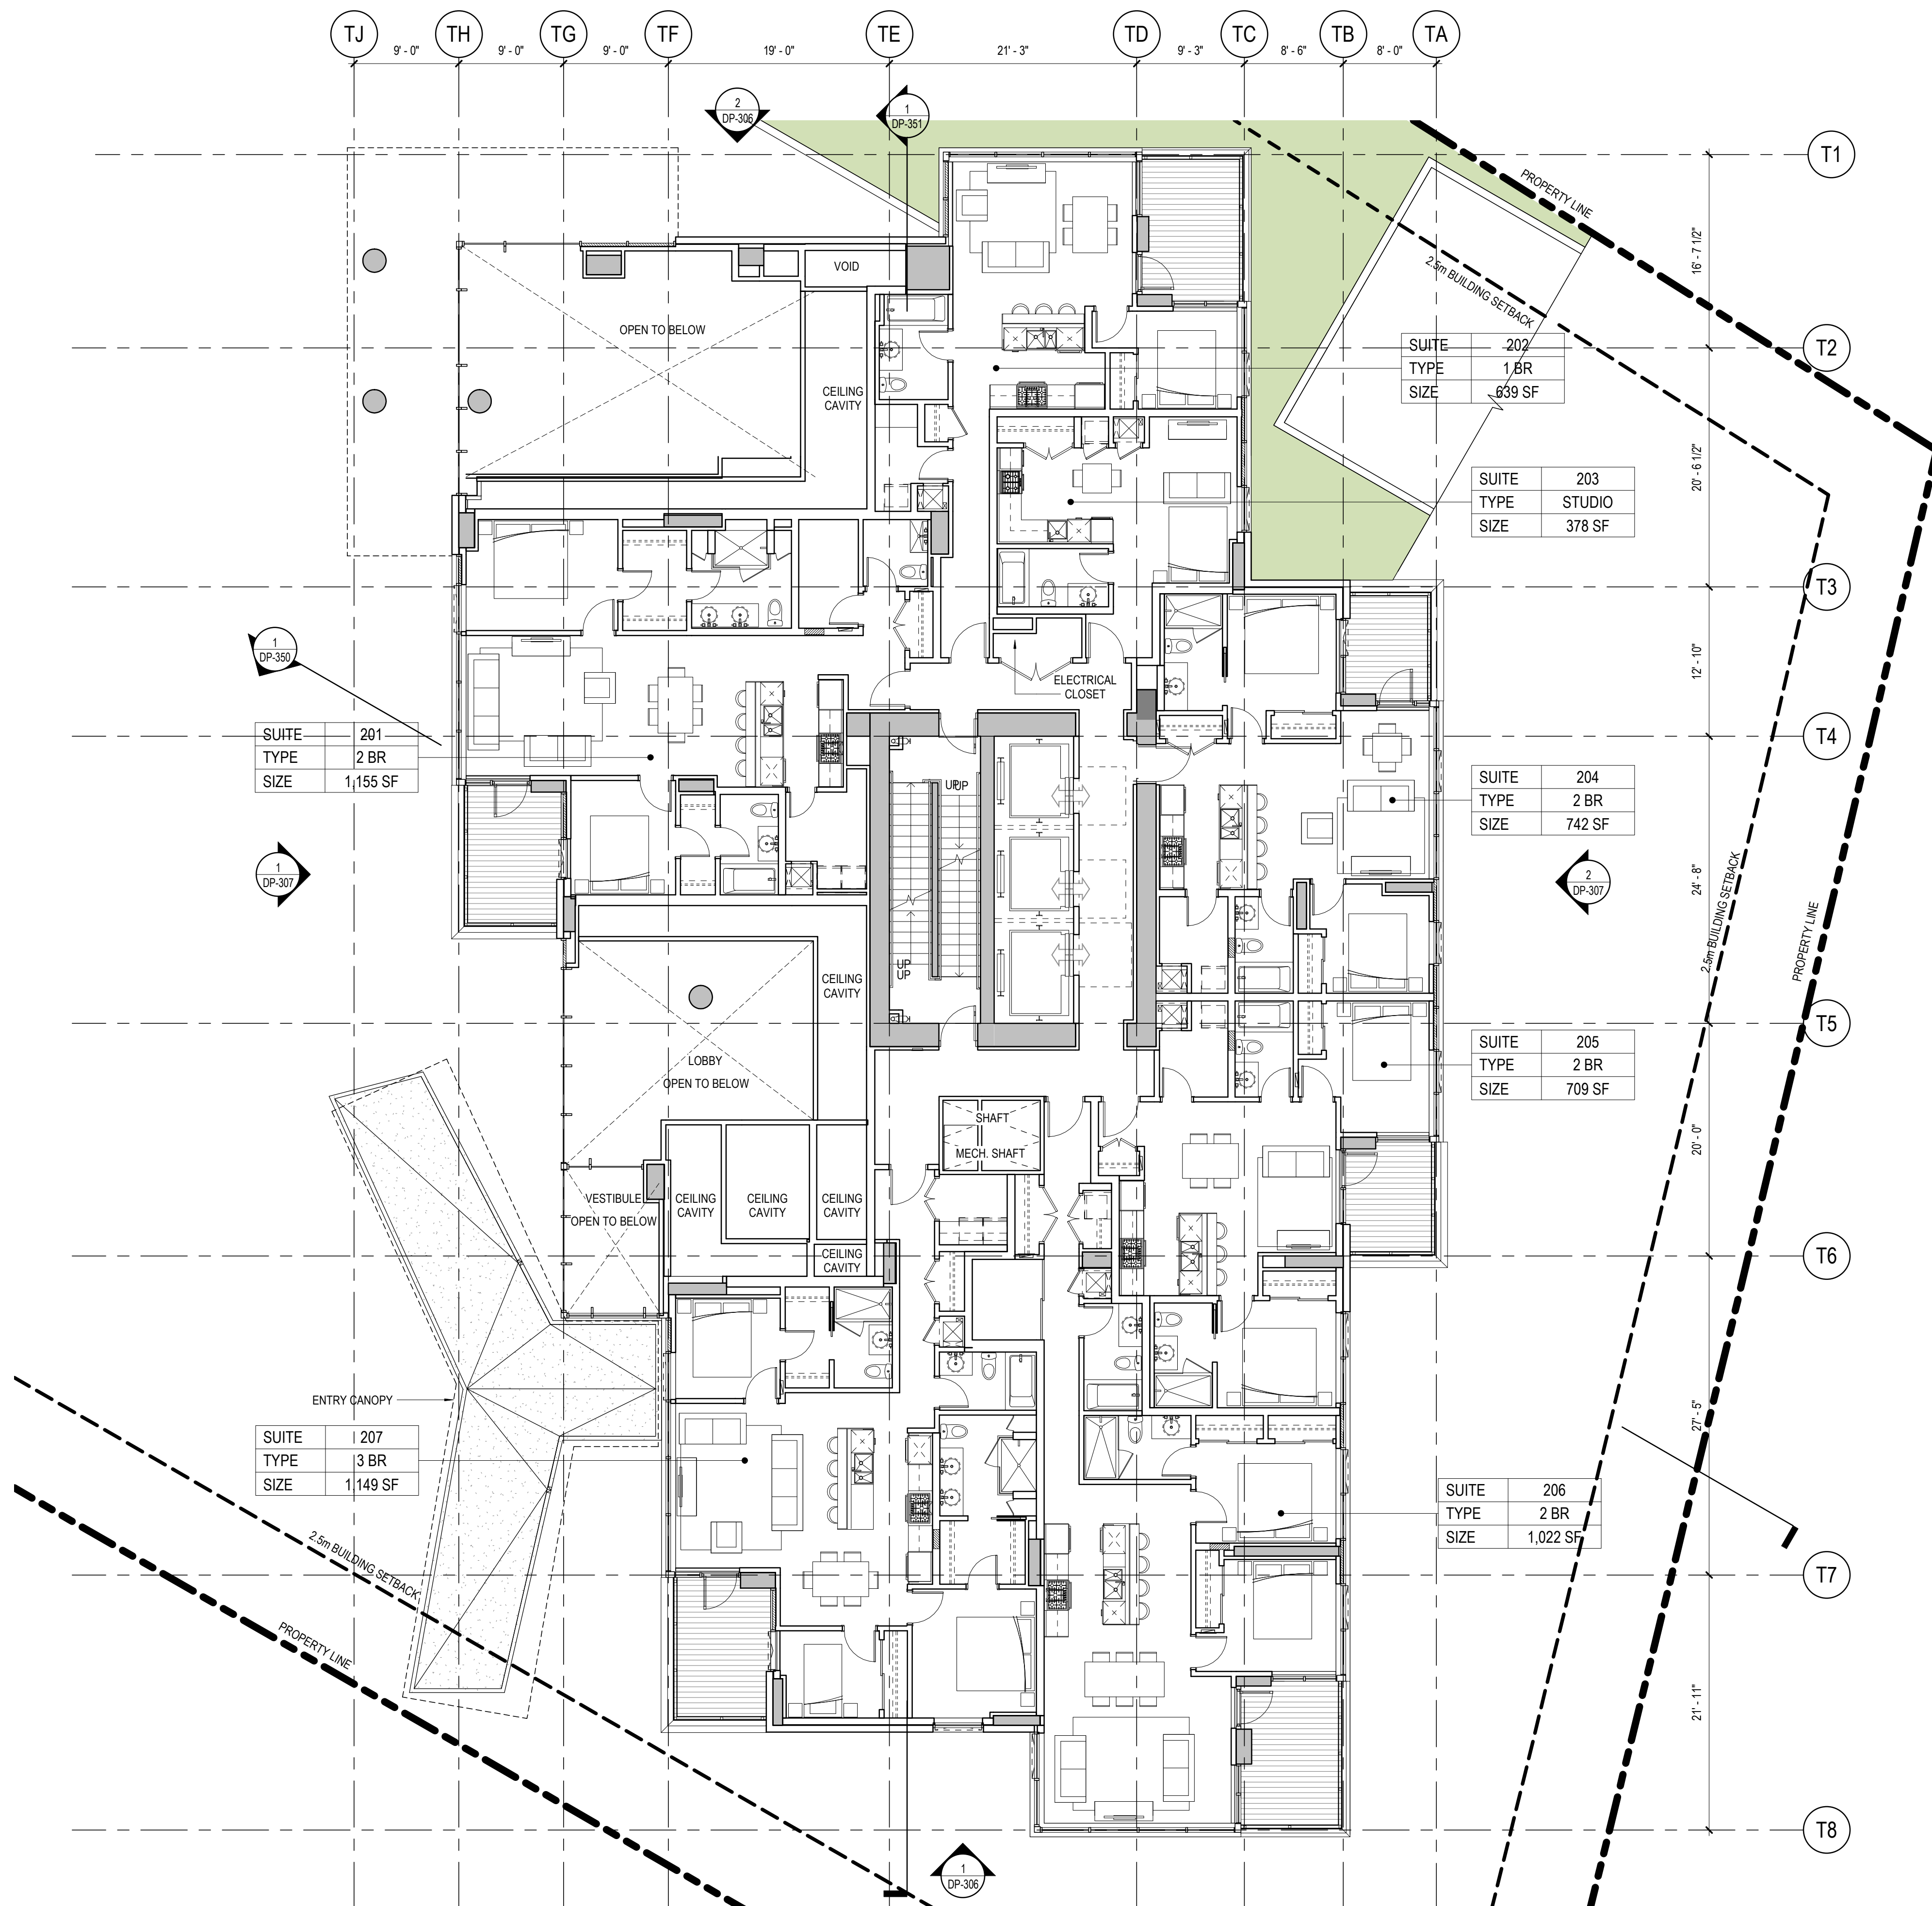 TJ TH TG TF TE TD TC TB TA
9' - 0" 9' - 0" 9' - 0" 19' - 0" 21' - 3" 9' - 3" 8' - 6" 8' - 0"
2
DP-306
1
DP-351
T1
PROPERTY LINE
16' - 7 1/2"
2.5m BUILDING SETBACK
VOID
OPEN TO BELOW
T2
SUITE 202
TYPE 1 BR
SIZE 639 SF
CEILING
CAVITY
20' - 6 1/2"
SUITE 203
TYPE STUDIO
SIZE 378 SF
T3
1
DP-350
12' - 10"
ELECTRICAL
CLOSET
T4
SUITE 201
TYPE 2 BR
SIZE 1,155 SF
UP
UP
SUITE 204
TYPE 2 BR
SIZE 742 SF
1
DP-307
2
DP-307
24' - 8"
2.5m BUILDING SETBACK
PROPERTY LINE
UP
UP
CEILING
CAVITY
T5
LOBBY
OPEN TO BELOW
SUITE 205
TYPE 2 BR
SIZE 709 SF
SHAFT
MECH. SHAFT
20' - 0"
VESTIBULE
OPEN TO BELOW
CEILING
CAVITY
CEILING
CAVITY
CEILING
CAVITY
CEILING
CAVITY
T6
ENTRY CANOPY
27' - 5"
SUITE 207
TYPE 3 BR
SIZE 1,149 SF
SUITE 206
TYPE 2 BR
SIZE 1,022 SF
2.5m BUILDING SETBACK
T7
PROPERTY LINE
21' - 11"
T8
1
DP-306